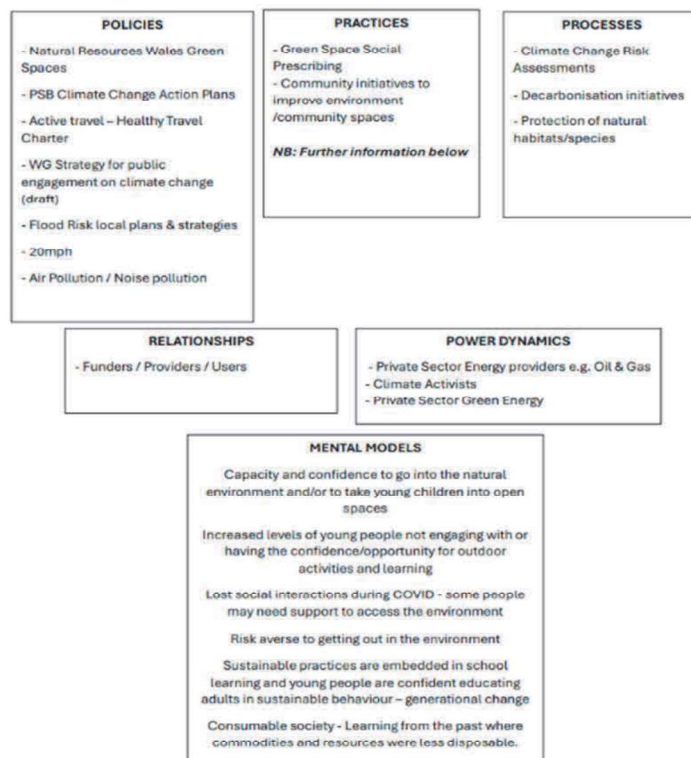 POLICIES
- Natural Resources Wales Green
Spaces
- PSB Climate Change Action Plans
- Active travel – Healthy Travel
Charter
- WG Strategy for public
engagement on climate change
(draft)
- Flood Risk local plans & strategies
- 20mph
- Air Pollution / Noise pollution
PRACTICES
- Green Space Social
Prescribing
- Community initiatives to
improve environment
/community spaces
NB: Further information below
PROCESSES
- Climate Change Risk
Assessments
- Decarbonisation initiatives
- Protection of natural
habitats/species
RELATIONSHIPS
- Funders / Providers / Users
POWER DYNAMICS
- Private Sector Energy providers e.g. Oil & Gas
- Climate Activists
- Private Sector Green Energy
MENTAL MODELS
Capacity and confidence to go into the natural
environment and/or to take young children into open
spaces
Increased levels of young people not engaging with or
having the confidence/opportunity for outdoor
activities and learning
Lost social interactions during COVID - some people
may need support to access the environment
Risk averse to getting out in the environment
Sustainable practices are embedded in school
learning and young people are confident educating
adults in sustainable behaviour – generational change
Consumable society - Learning from the past where
commodities and resources were less disposable.